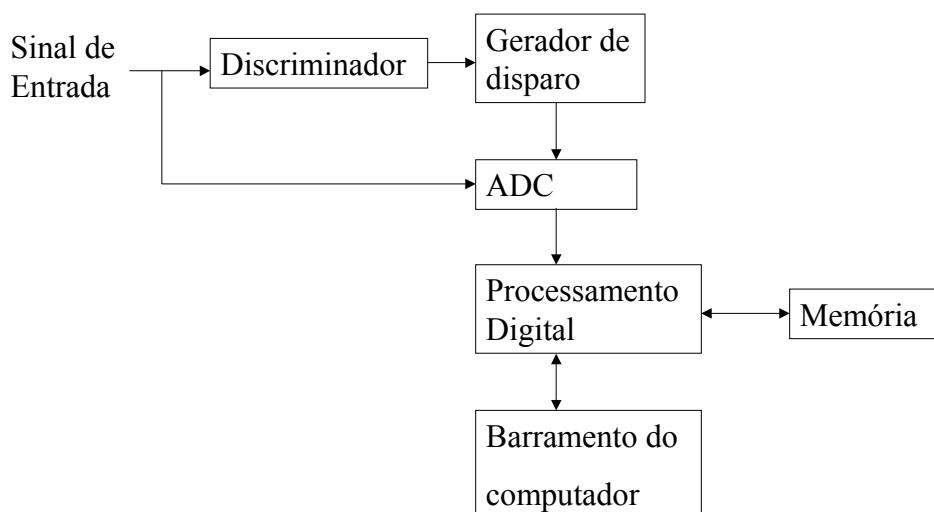 Sinal de
Entrada
Discriminador
Gerador de
disparo
ADC
Processamento
Digital
Memória
Barramento do
computador